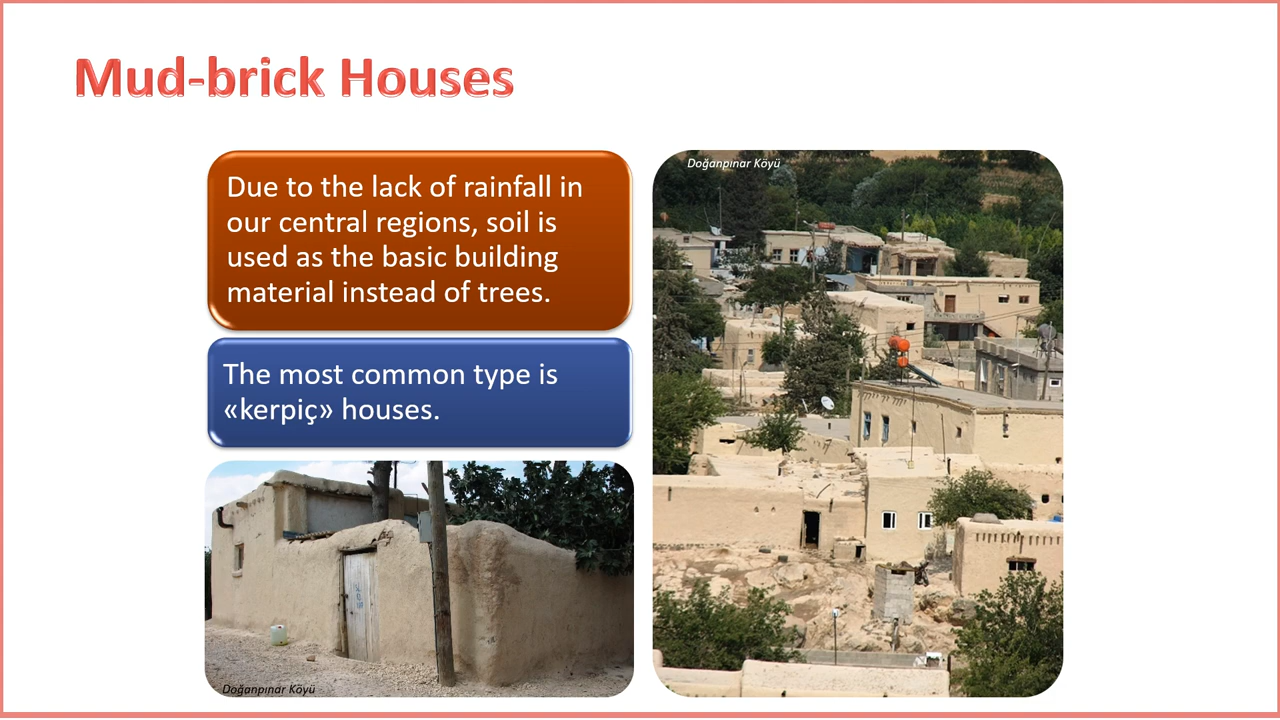 Mud-brick Houses
Due to the lack of rainfall in
our central regions, soil is
used as the basic building
material instead of trees.
The most common type is
«kerpiç» houses.
Doğanpınar Köyü
Doğanpınar Köyü